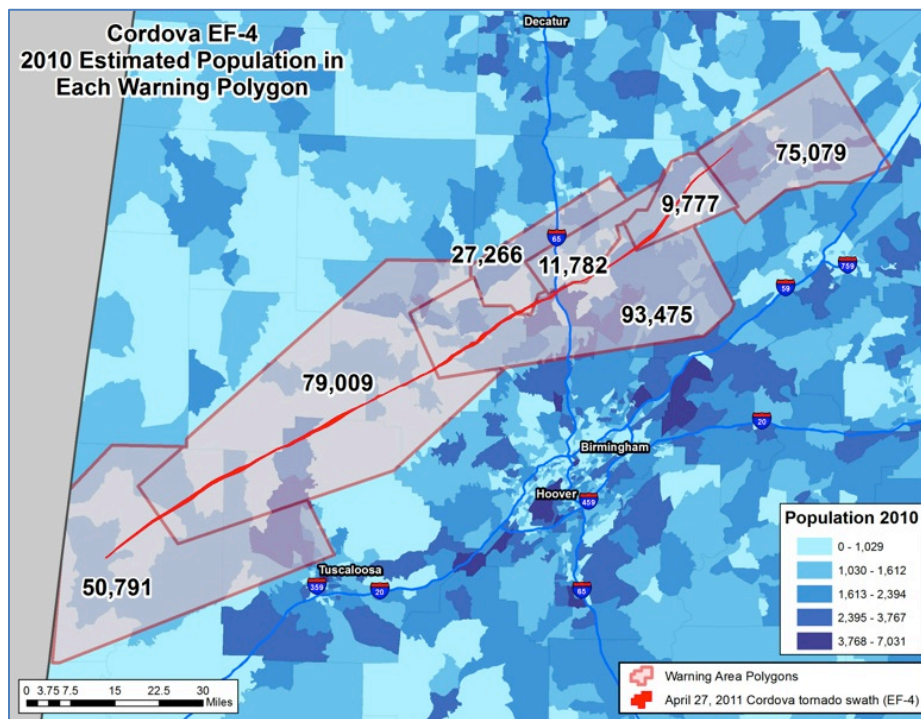 Cordova EF-4
2010 Estimated Population in
Each Warning Polygon
Decatur
75,079
9,777
65
27,266
11,782
759
59
93,475
79,009
20
Birmingham
Hoover
459
50,791
Tuscaloosa
359
20
65
Population 2010
0 - 1,029
1,030 - 1,612
1,613 - 2,394
2,395 - 3,767
3,768 - 7,031
0 3.75 7.5 15 22.5 30
Miles
Warning Area Polygons
April 27, 2011 Cordova tornado swath (EF-4)